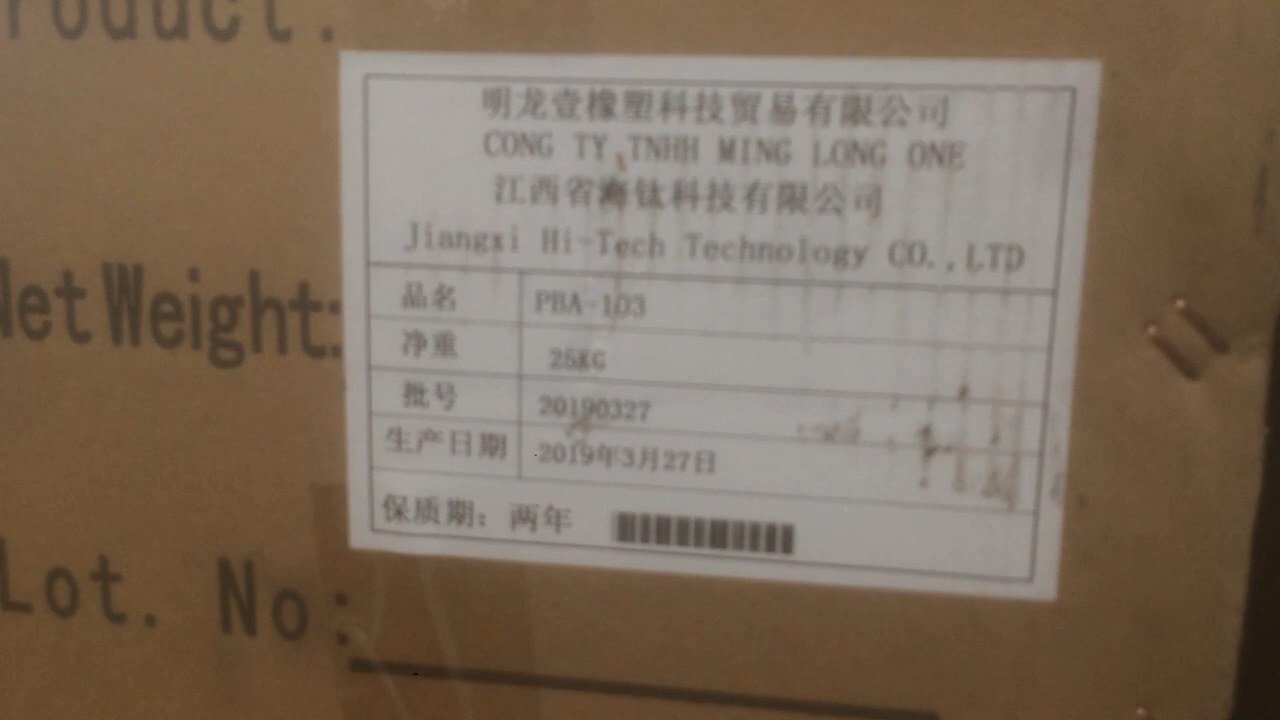 Product:
明龙壹橡塑科技贸易有限公司
CONG TY TNHH MING LONG ONE
江西省海钛科技有限公司
Jiangxi Hi-Tech Technology CO.,LTD
Net Weight:
品名 PBA-103
净重 25KG
批号 20190327
生产日期 2019年3月27日
保质期：两年
Lot. No: